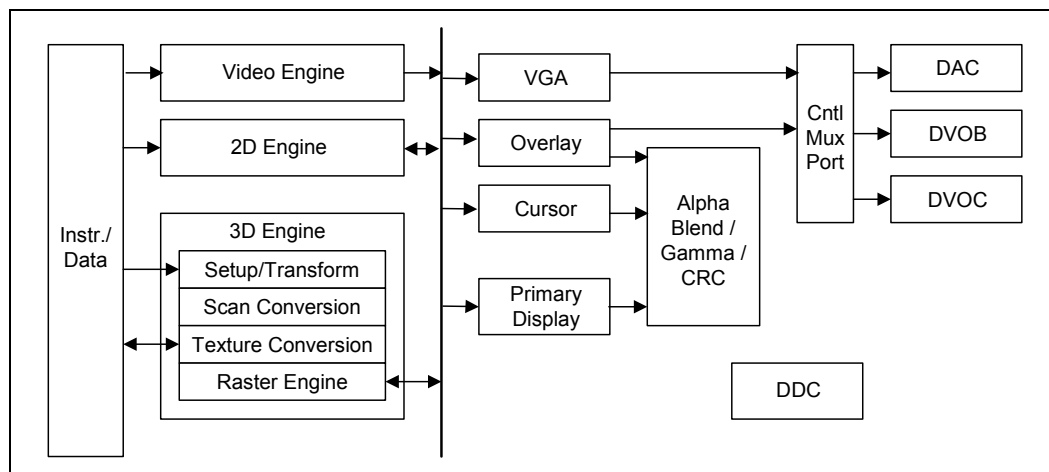 Instr./
Data
Video Engine
2D Engine
3D Engine
Setup/Transform
Scan Conversion
Texture Conversion
Raster Engine
VGA
Overlay
Cursor
Primary
Display
Alpha
Blend /
Gamma /
CRC
Cntl
Mux
Port
DAC
DVOB
DVOC
DDC